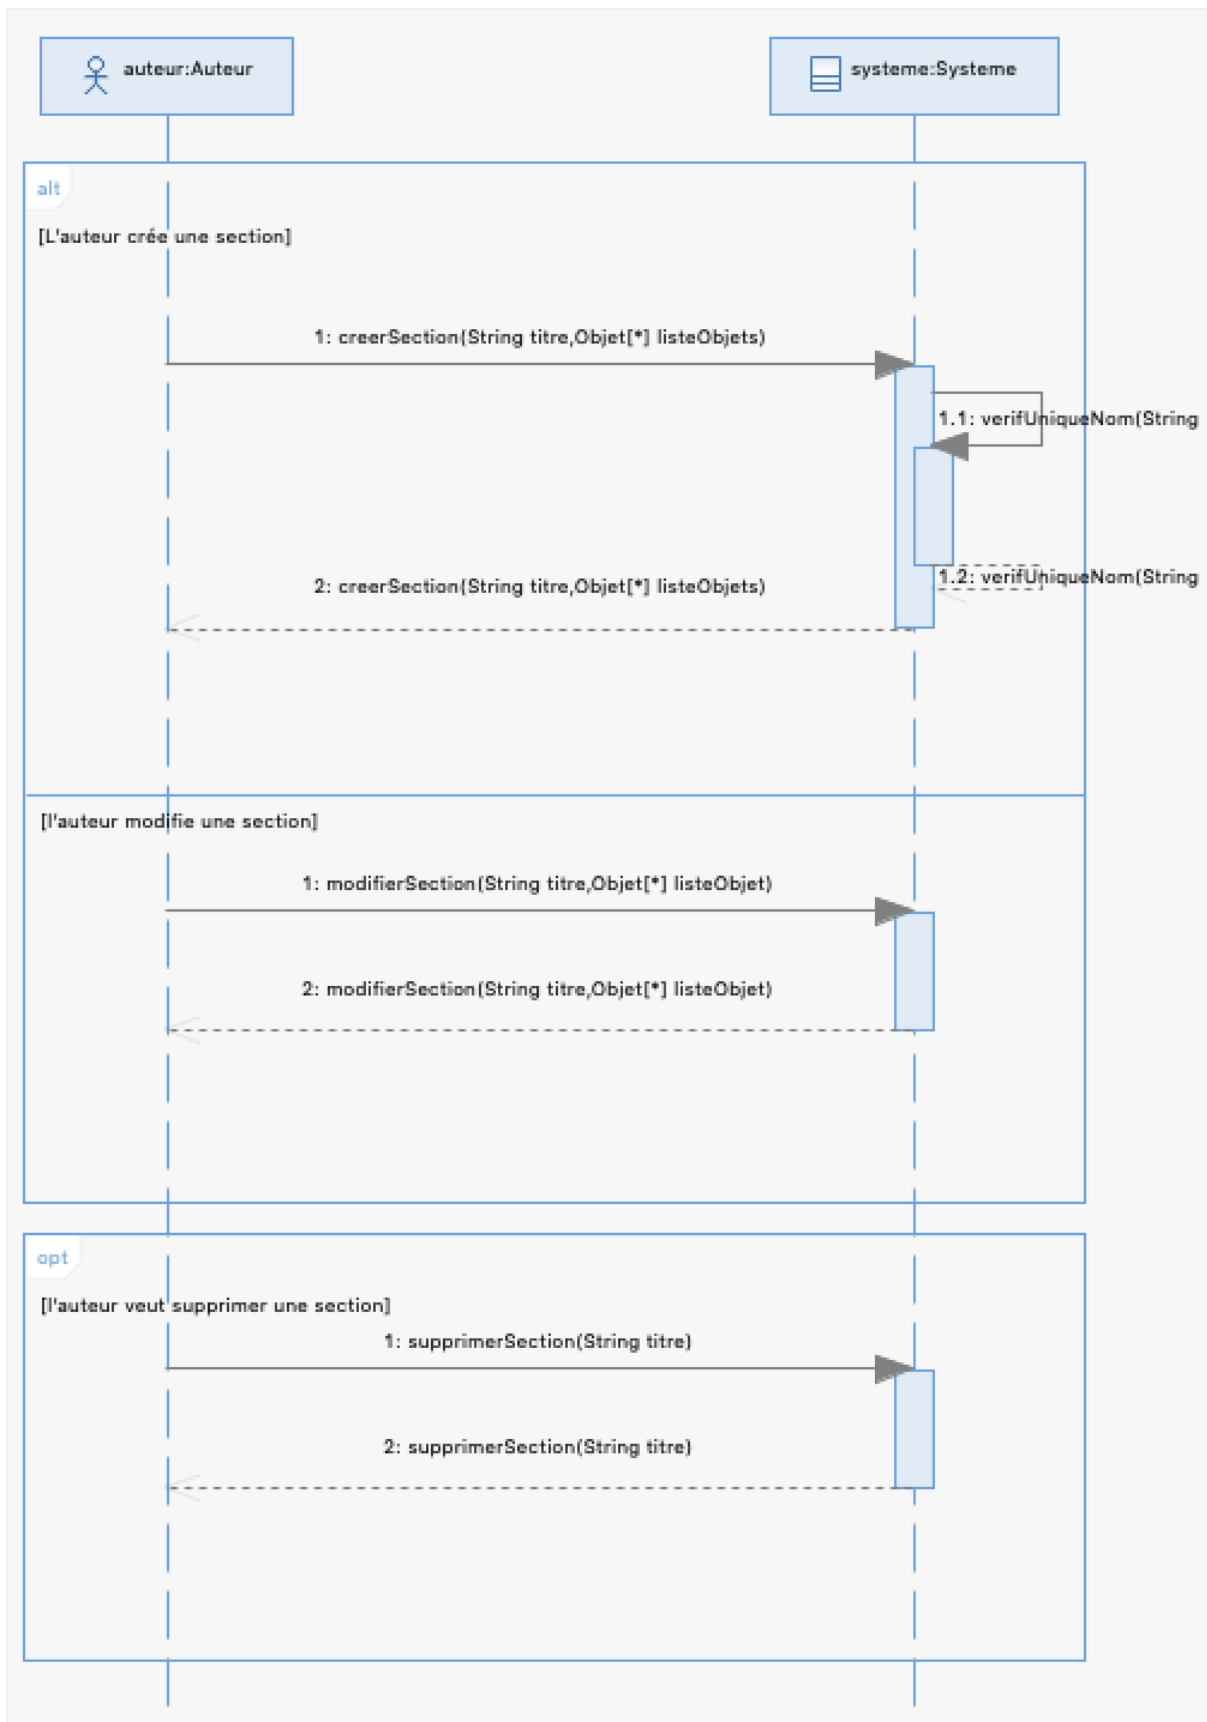 auteur:Auteur
systeme:Systeme
alt
[L'auteur crée une section]
1: creerSection(String titre,Objet[*] listeObjets)
1.1: verifUniqueNom(String
1.2: verifUniqueNom(String
2: creerSection(String titre,Objet[*] listeObjets)
[l'auteur modifie une section]
1: modifierSection(String titre,Objet[*] listeObjet)
2: modifierSection(String titre,Objet[*] listeObjet)
opt
[l'auteur veut supprimer une section]
1: supprimerSection(String titre)
2: supprimerSection(String titre)